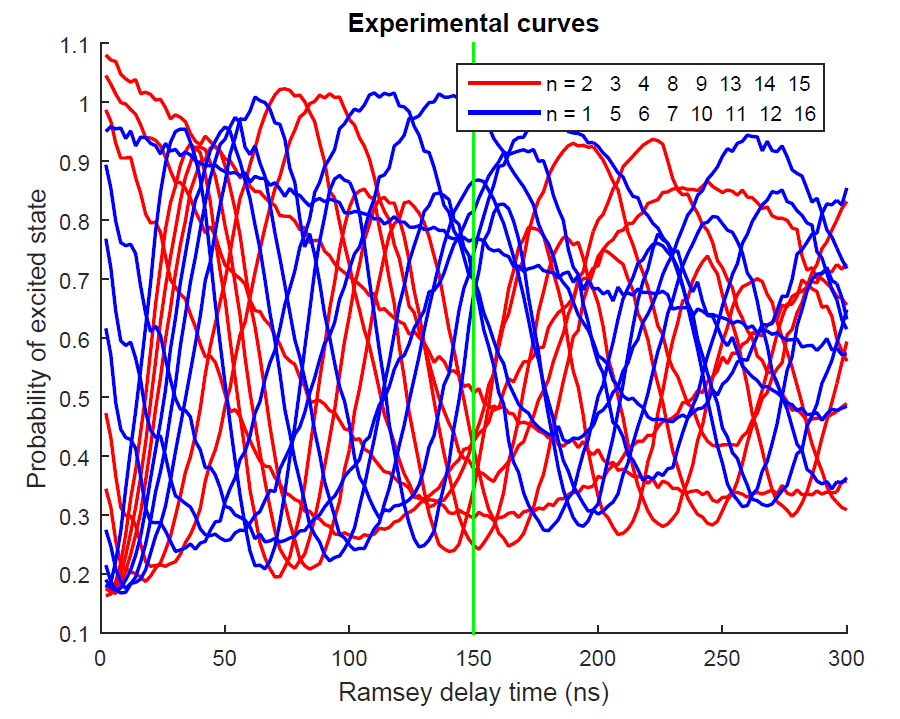 Experimental curves
Probability of excited state
1.1
1
0.9
0.8
0.7
0.6
0.5
0.4
0.3
0.2
0.1
n = 2 3 4 8 9 13 14 15
n = 1 5 6 7 10 11 12 16
0 50 100 150 200 250 300
Ramsey delay time (ns)